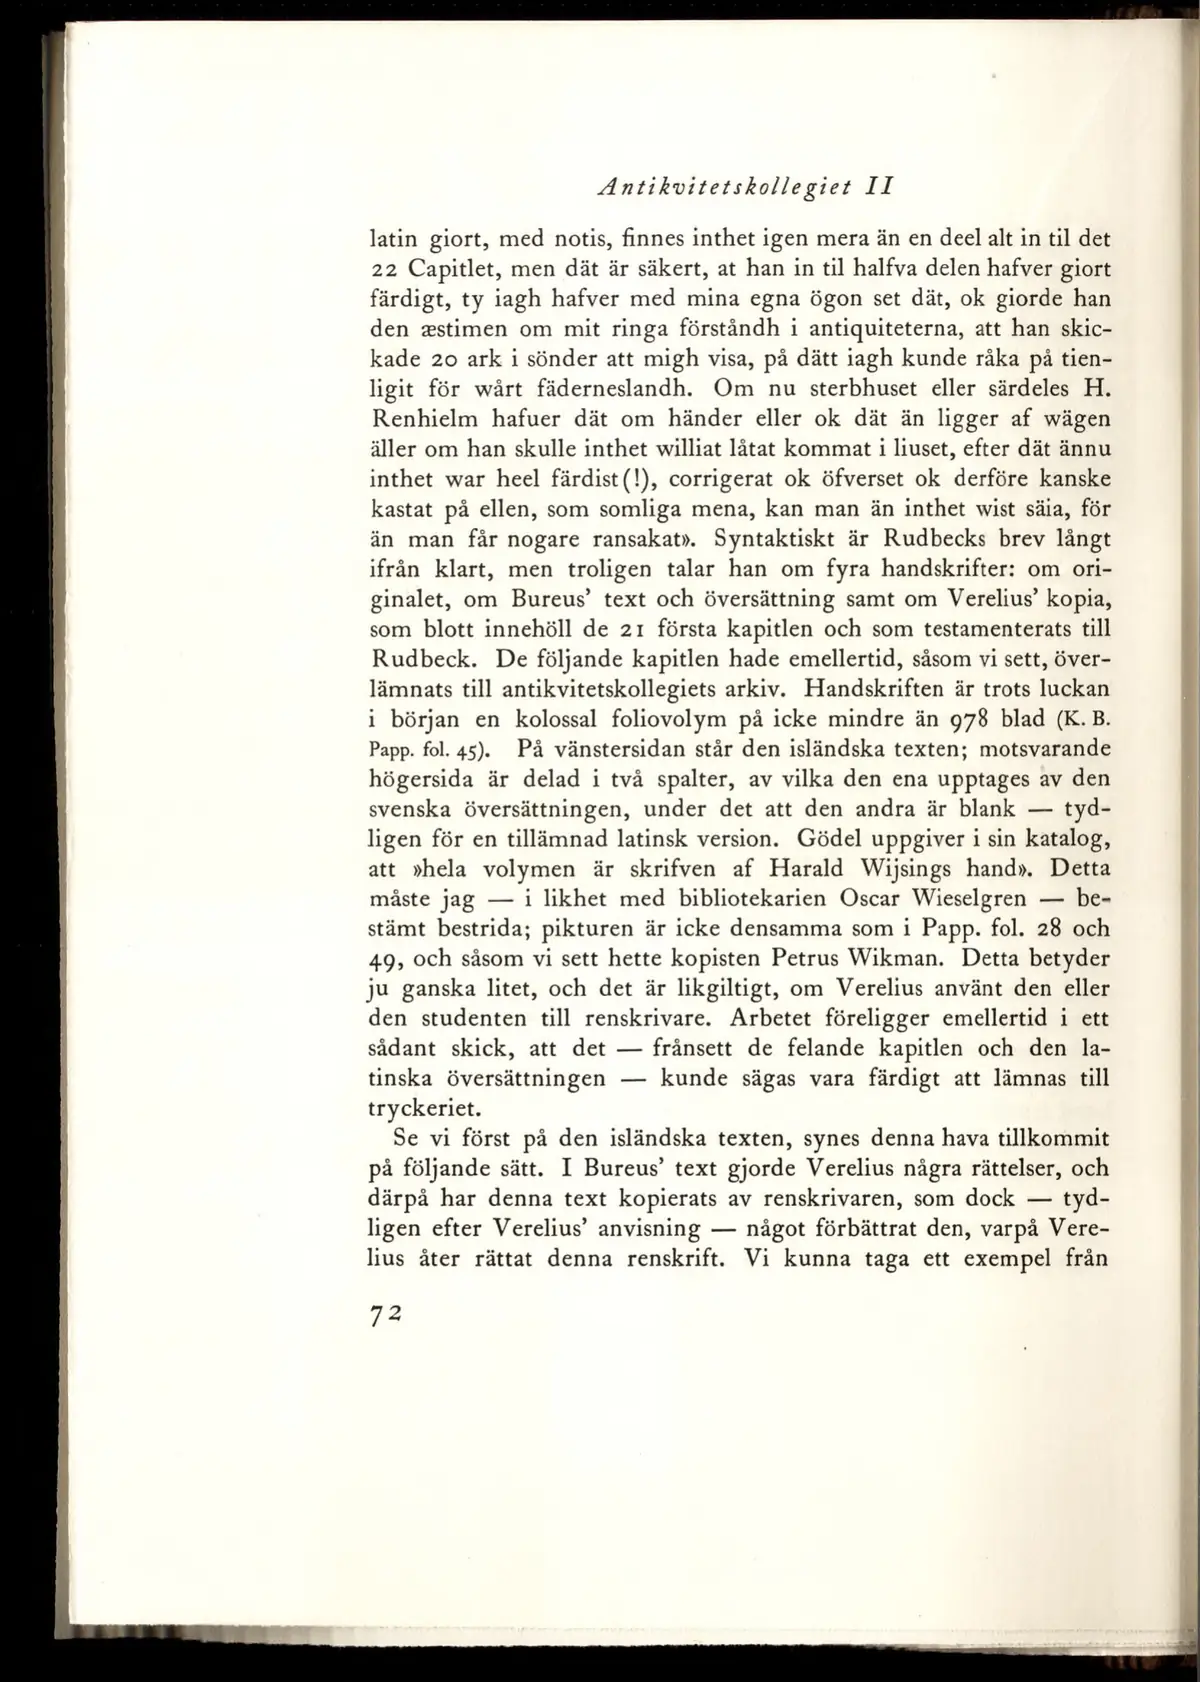 Antikvitetskollegiet II
latin giort, med notis, finnes inthet igen mera än en deel alt in til det
22 Capitlet, men dät är säkert, at han in til halfva delen hafver giort
färdigt, ty iagh hafver med mina egna ögon set dät, ok giorde han
den æstimen om mit ringa förståndh i antiquiteterna, att han skic-
kade 20 ark i sönder att migh visa, på dätt iagh kunde råka på tien-
ligit för wårt fäderneslandh. Om nu sterbhuset eller särdeles H.
Renhielm hafuer dät om händer eller ok dät än ligger af wägen
äller om han skulle inthet williat låtat kommat i liuset, efter dät ännu
inthet war heel färdist(!), corrigerat ok öfverset ok derföre kanske
kastat på ellen, som somliga mena, kan man än inthet wist säia, för
än man får nogare ransakat». Syntaktiskt är Rudbecks brev långt
ifrån klart, men troligen talar han om fyra handskrifter: om ori-
ginalet, om Bureus’ text och översättning samt om Verelius’ kopia,
som blott innehöll de 21 första kapitlen och som testamenterats till
Rudbeck. De följande kapitlen hade emellertid, såsom vi sett, över-
lämnats till antikvitetskollegiets arkiv. Handskriften är trots luckan
i början en kolossal foliovolym på icke mindre än 978 blad (K. B.
Papp. fol. 45). På vänstersidan står den isländska texten; motsvarande
högersida är delad i två spalter, av vilka den ena upptages av den
svenska översättningen, under det att den andra är blank — tyd-
ligen för en tillämnad latinsk version. Gödel uppgiver i sin katalog,
att »hela volymen är skrifven af Harald Wijsings hand». Detta
måste jag — i likhet med bibliotekarien Oscar Wieselgren — be-
stämt bestrida; pikturen är icke densamma som i Papp. fol. 28 och
49, och såsom vi sett hette kopisten Petrus Wikman. Detta betyder
ju ganska litet, och det är likgiltigt, om Verelius använt den eller
den studenten till renskrivare. Arbetet föreligger emellertid i ett
sådant skick, att det — frånsett de felande kapitlen och den la-
tinska översättningen — kunde sägas vara färdigt att lämnas till
tryckeriet.
Se vi först på den isländska texten, synes denna hava tillkommit
på följande sätt. I Bureus’ text gjorde Verelius några rättelser, och
därpå har denna text kopierats av renskrivaren, som dock — tyd-
ligen efter Verelius’ anvisning — något förbättrat den, varpå Vere-
lius åter rättat denna renskrift. Vi kunna taga ett exempel från
72